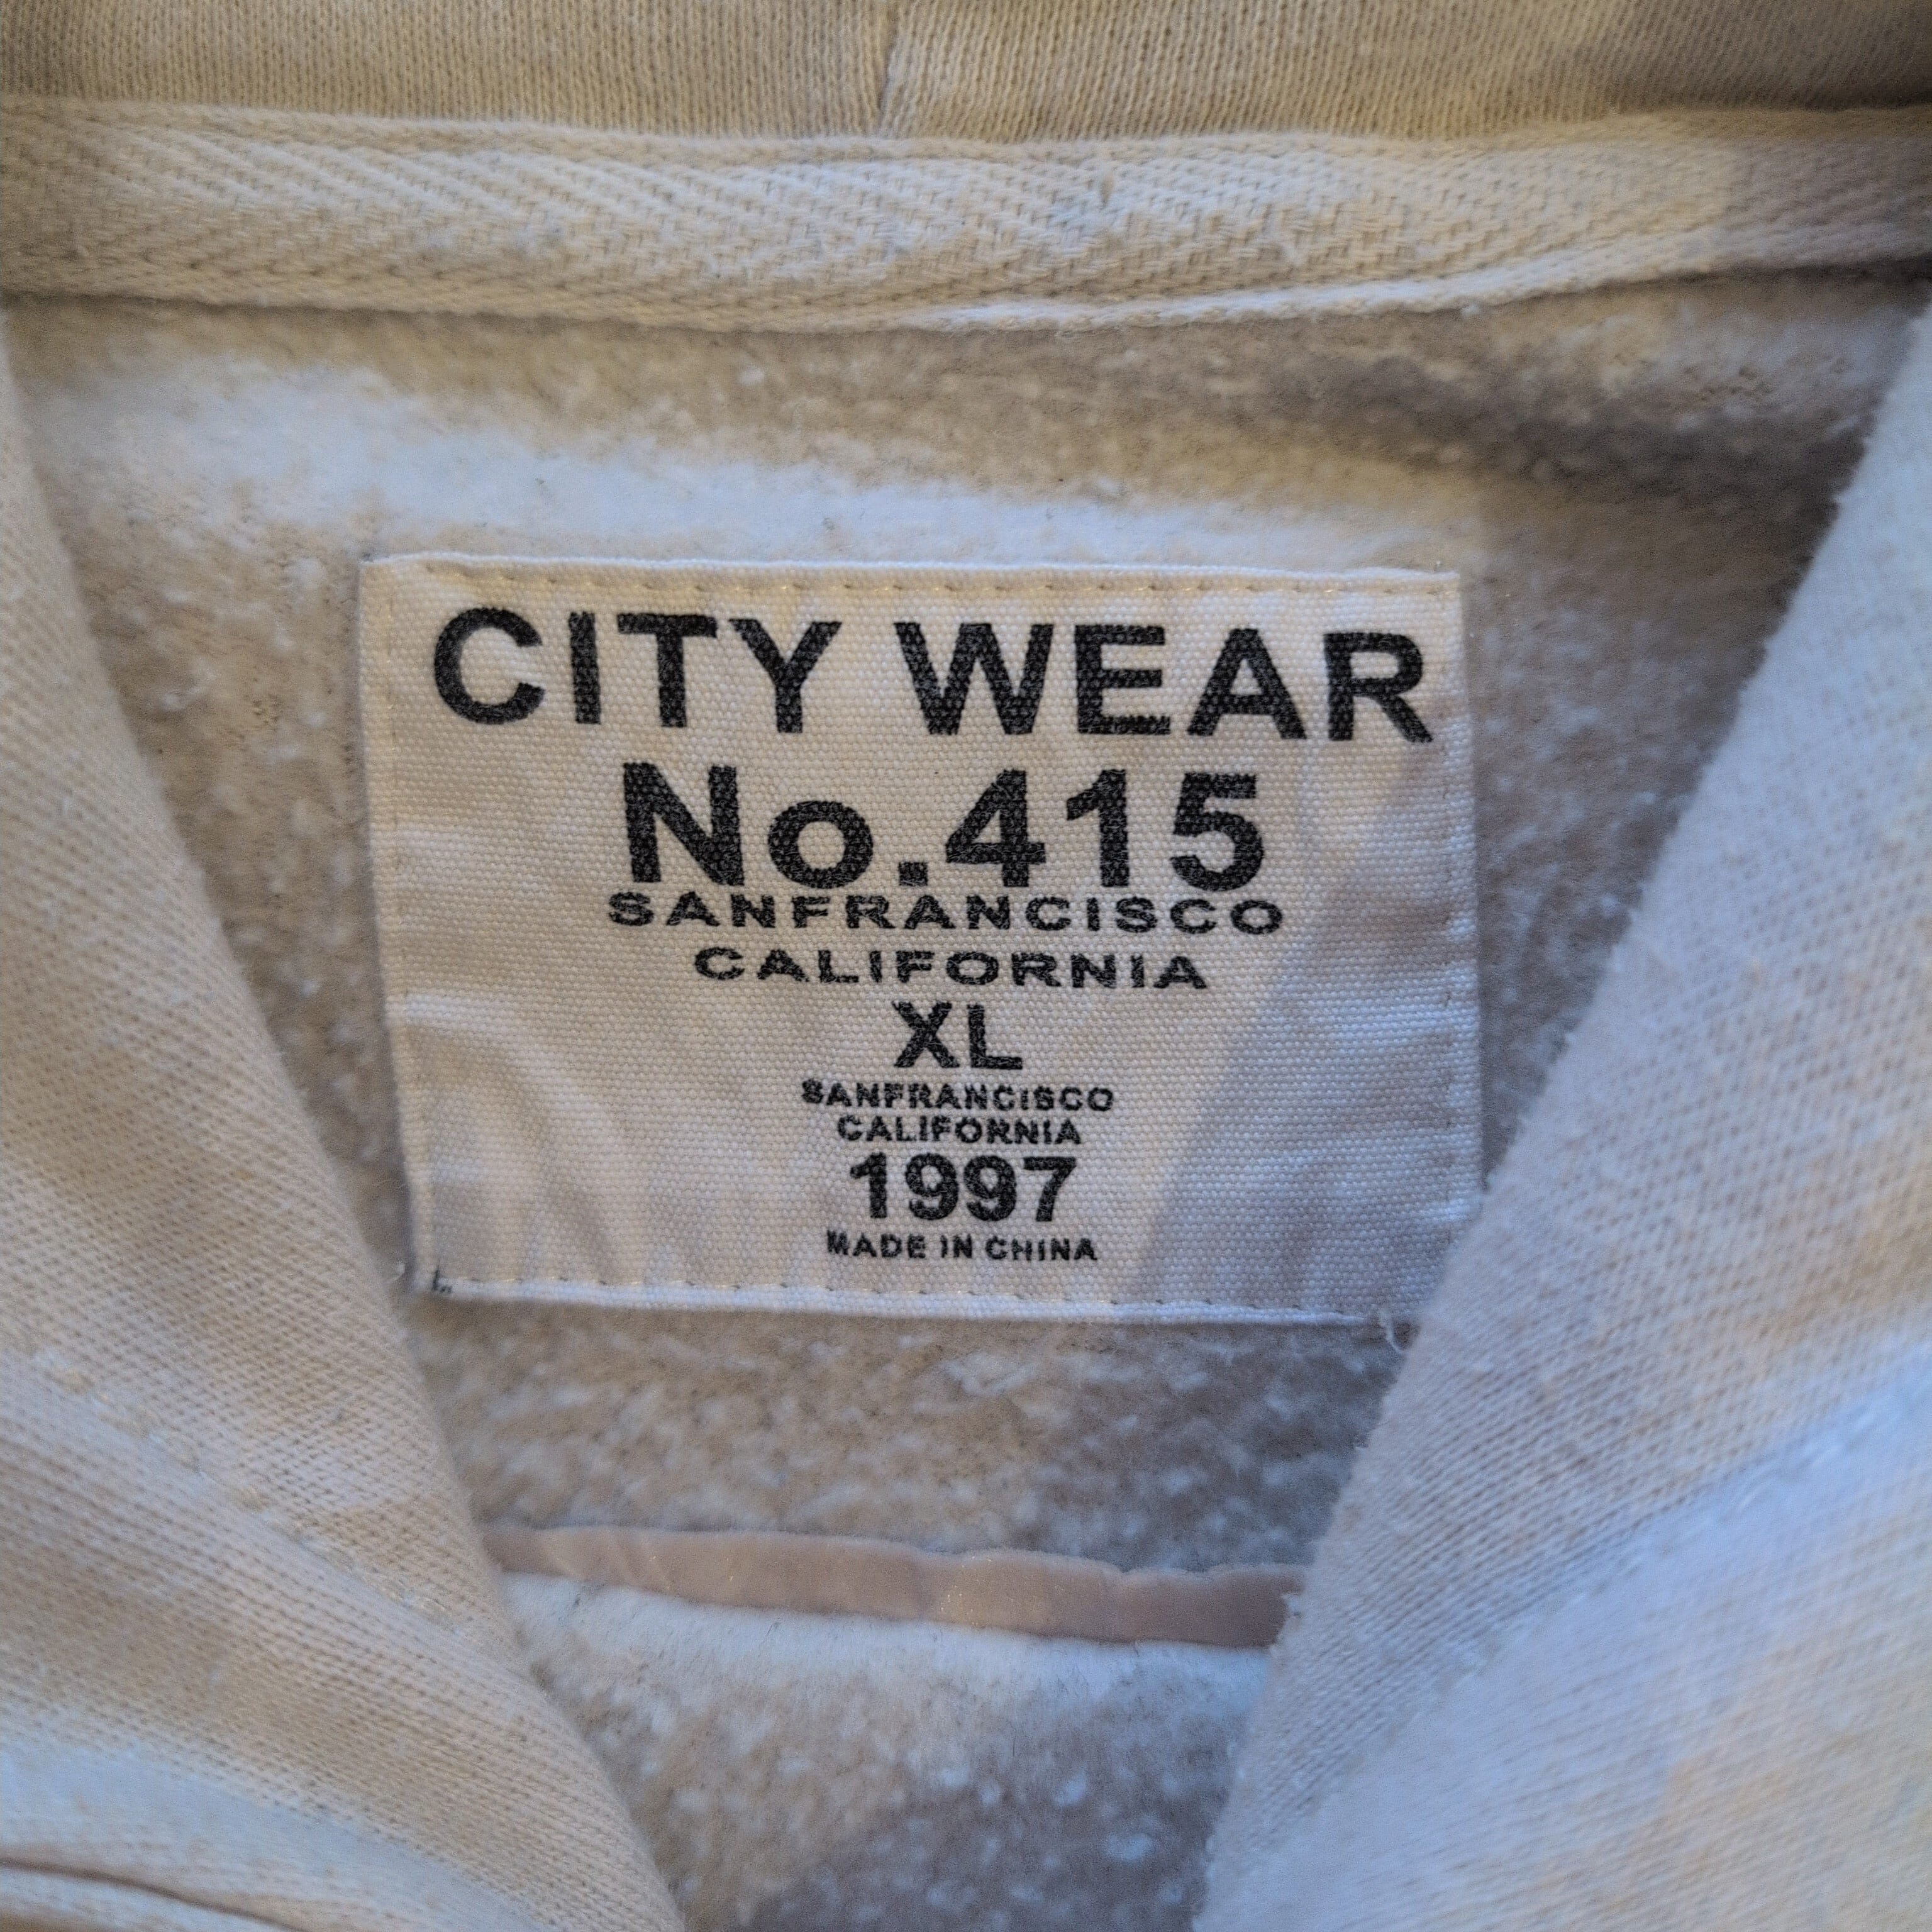 CITY WEAR
No.415
SANFRANCISCO
CALIFORNIA
XL
SANFRANCISCO
CALIFORNIA
1997
MADE IN CHINA